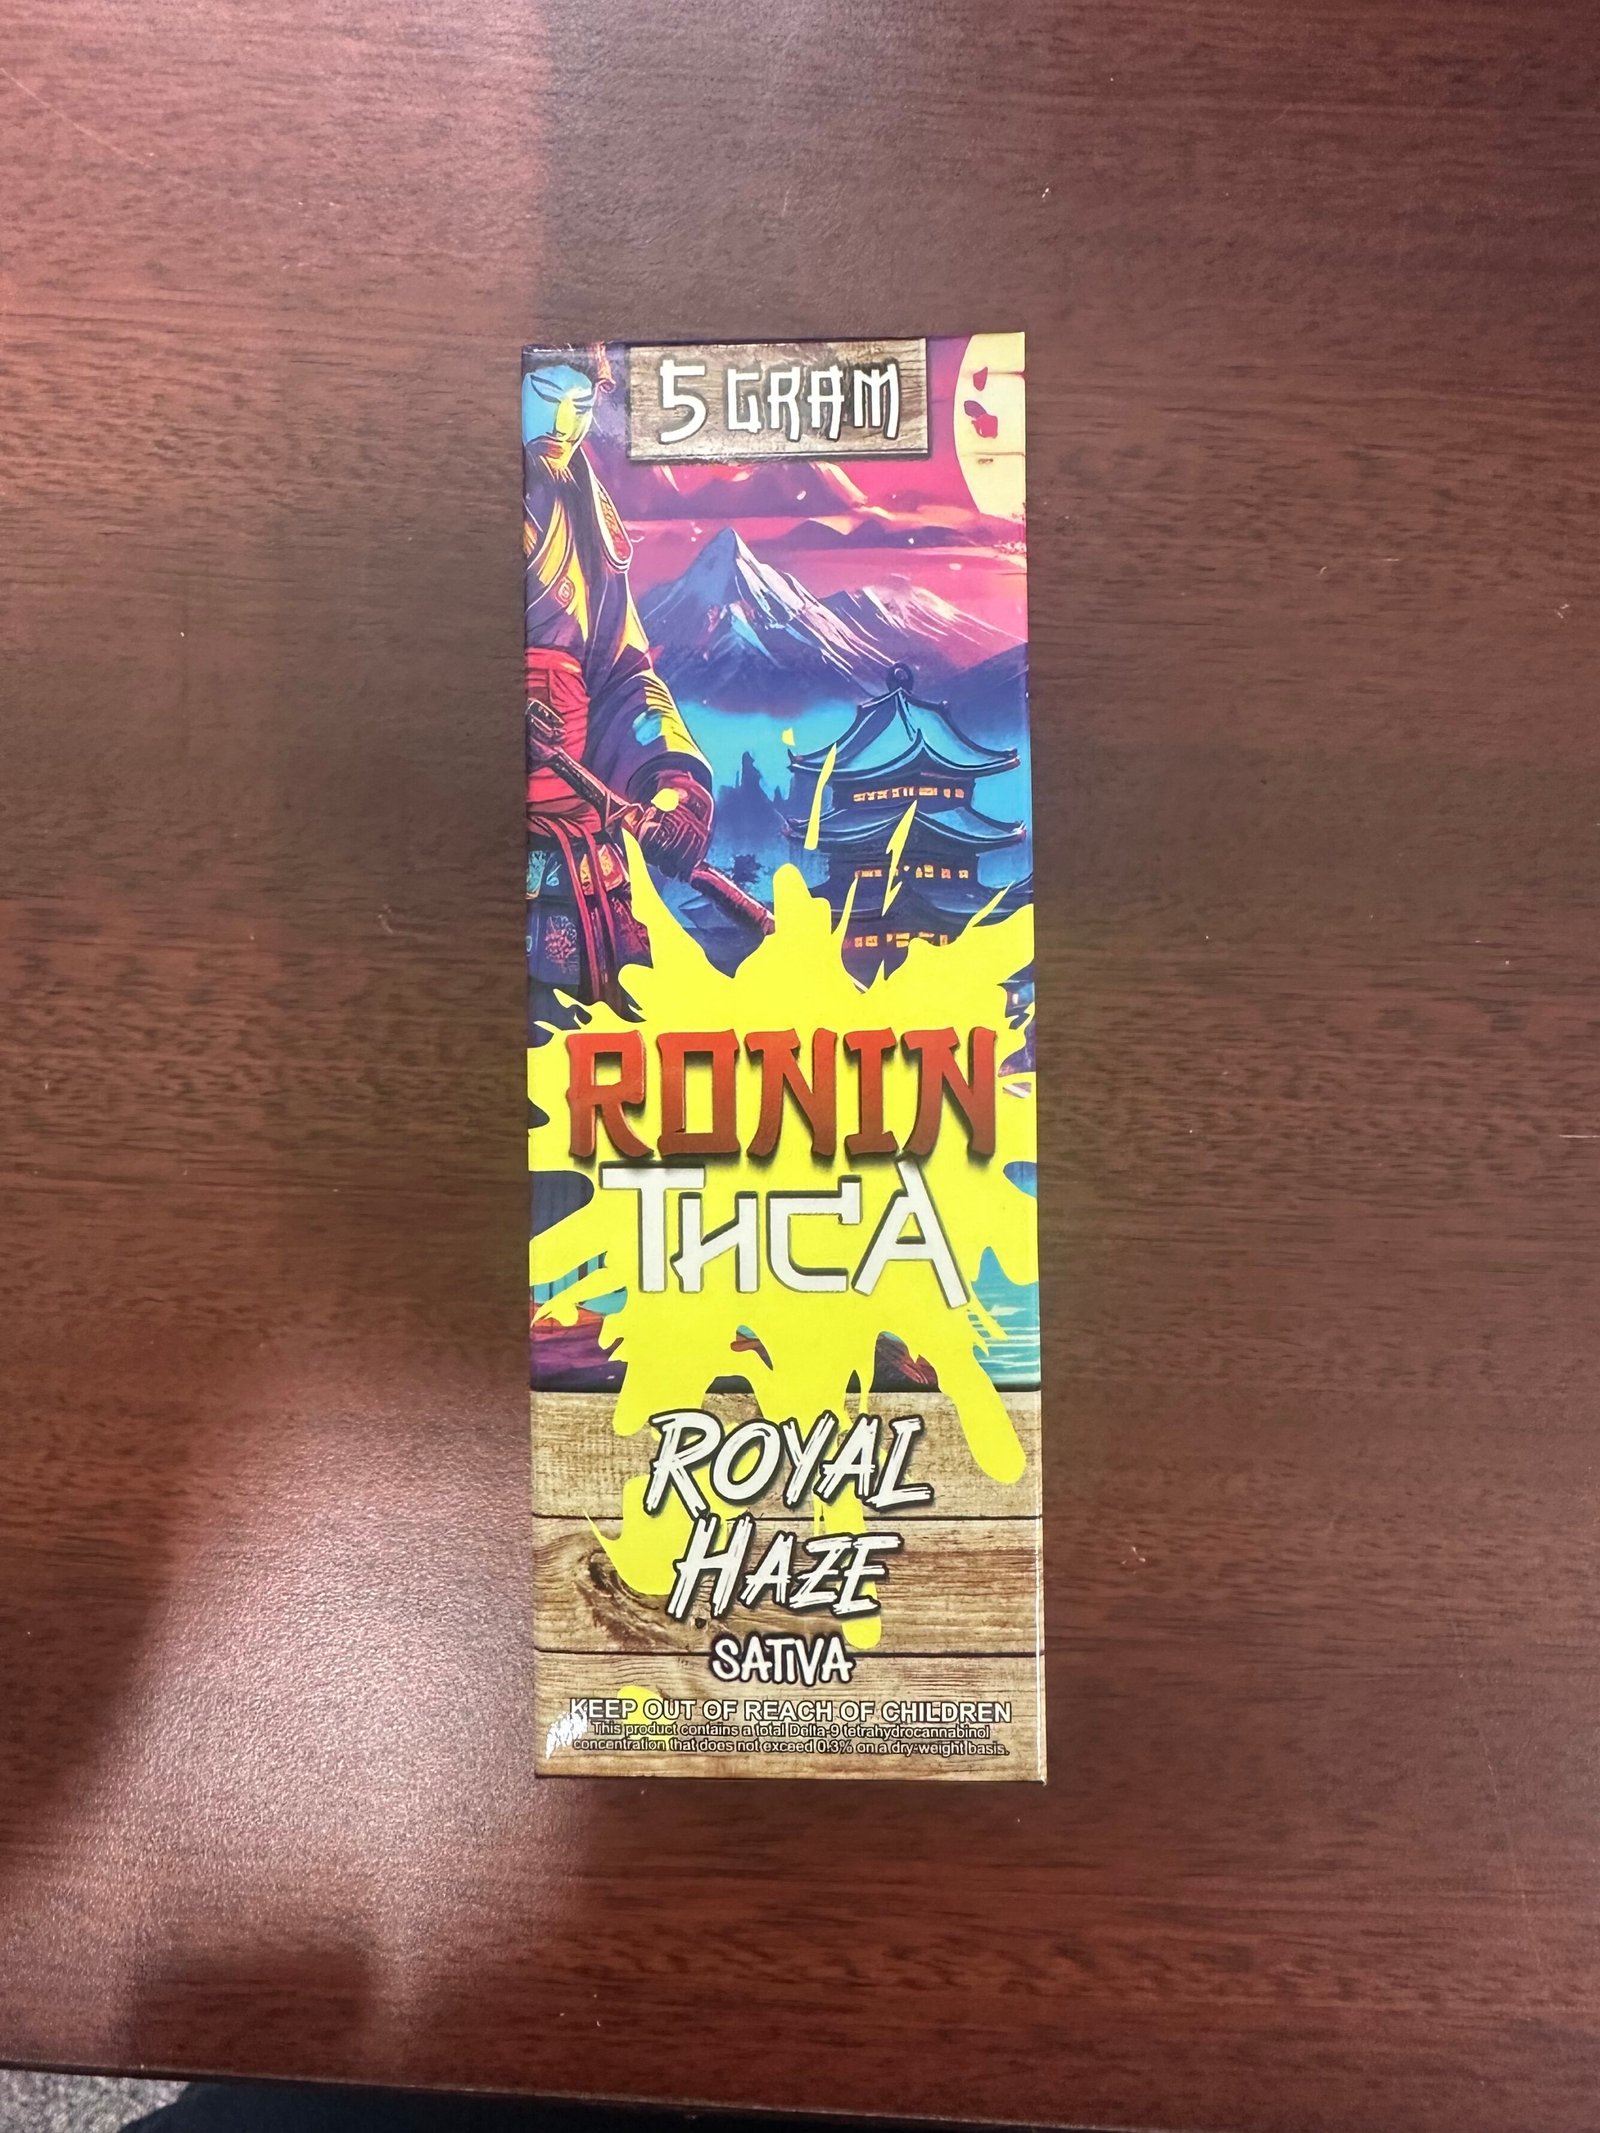 5 GRAM
RONIN
THCA
ROYAL
HAZE
SATIVA
KEEP OUT OF REACH OF CHILDREN
This product contains a total Delta-9 tetrahydrocannabinol
concentration that does not exceed 0.3% on a dry-weight basis.